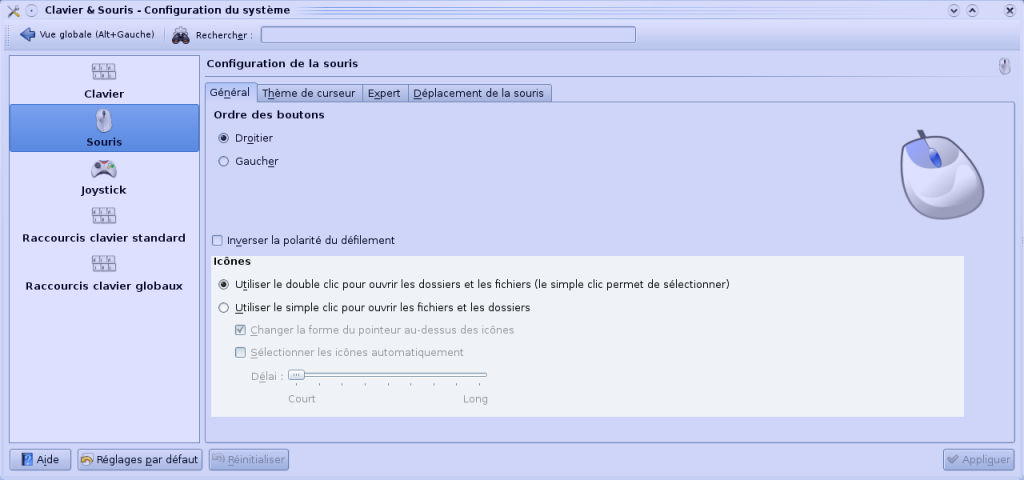 Clavier & Souris - Configuration du système
Vue globale (Alt+Gauche) Rechercher :
Clavier
Souris
Joystick
Raccourcis clavier standard
Raccourcis clavier globaux
Configuration de la souris
Général Thème de curseur Expert Déplacement de la souris
Ordre des boutons
Droitier
Gaucher
Inverser la polarité du défilement
Icônes
Utiliser le double clic pour ouvrir les dossiers et les fichiers (le simple clic permet de sélectionner)
Utiliser le simple clic pour ouvrir les fichiers et les dossiers
Changer la forme du pointeur au-dessus des icônes
Sélectionner les icônes automatiquement
Délai :
Court Long
Aide Réglages par défaut Réinitialiser Appliquer